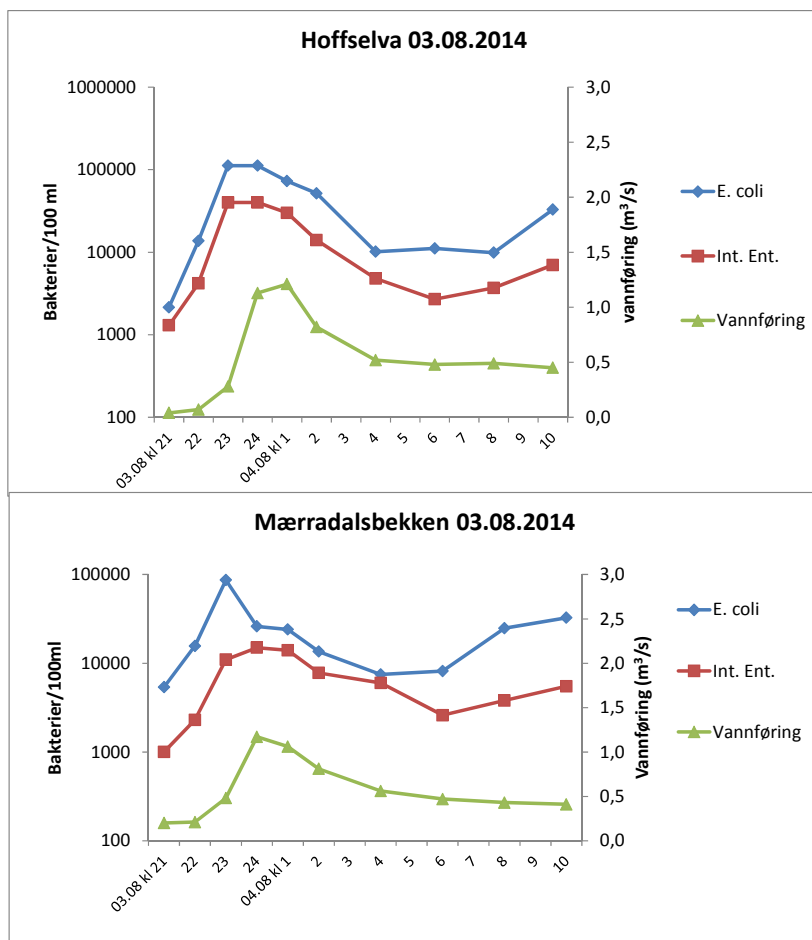 Hoffselva 03.08.2014
Bakterier/100 ml
1000000
100000
10000
1000
100
3,0
2,5
2,0
1,5
1,0
0,5
0,0
vannføring (m³/s)
E. coli
Int. Ent.
Vannføring
03.08 kl 21
22
23
24
04.08 kl 1
2
3
4
5
6
7
8
9
10
Mærradalsbekken 03.08.2014
Bakterier/100ml
100000
10000
1000
100
3,0
2,5
2,0
1,5
1,0
0,5
0,0
Vannføring (m³/s)
E. coli
Int. Ent.
Vannføring
03.08 kl 21
22
23
24
04.08 kl 1
2
3
4
5
6
7
8
9
10